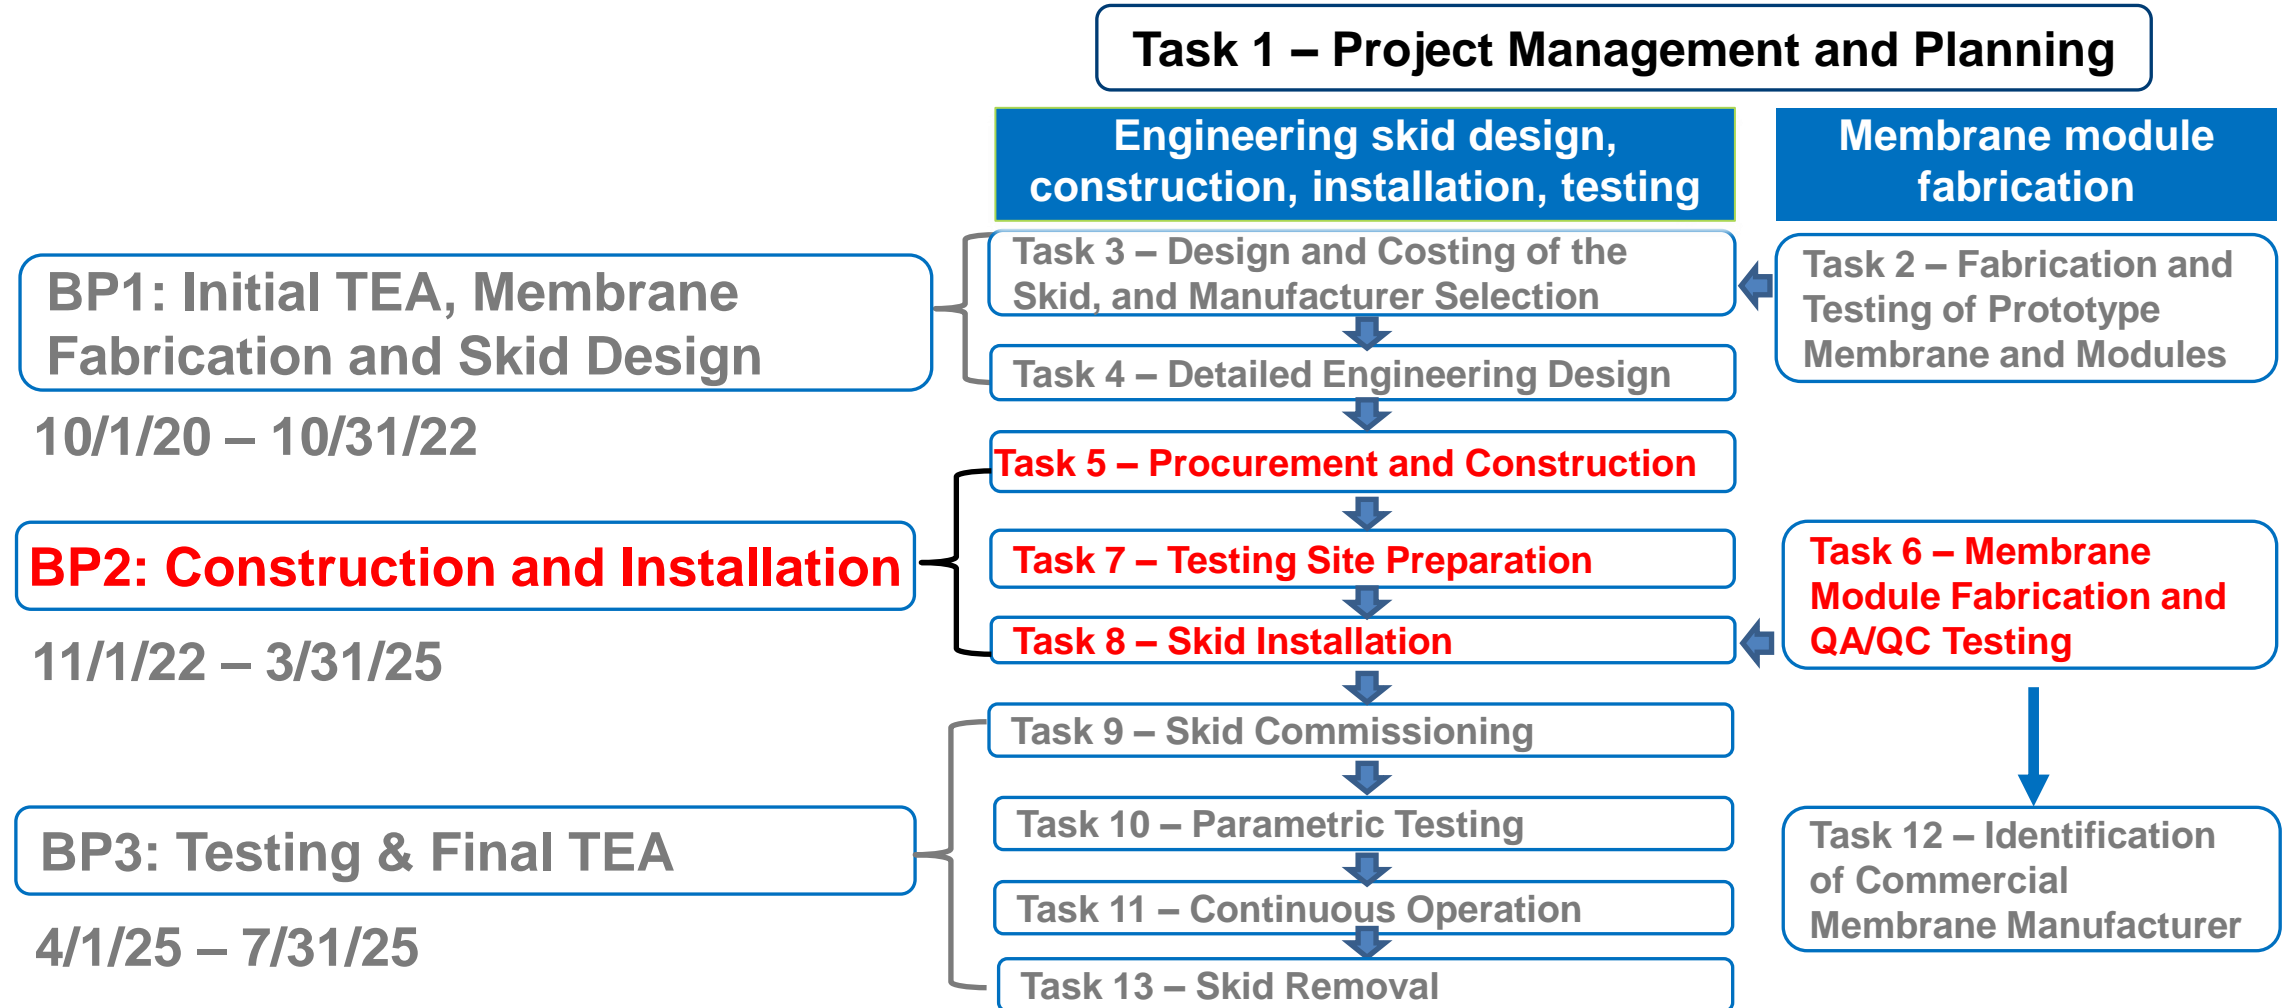 Task 1 – Project Management and Planning
Engineering skid design,
construction, installation, testing
Membrane module
fabrication
BP1: Initial TEA, Membrane
Fabrication and Skid Design
10/1/20 – 10/31/22
Task 3 – Design and Costing of the
Skid, and Manufacturer Selection
Task 4 – Detailed Engineering Design
Task 2 – Fabrication and
Testing of Prototype
Membrane and Modules
BP2: Construction and Installation
11/1/22 – 3/31/25
Task 5 – Procurement and Construction
Task 7 – Testing Site Preparation
Task 8 – Skid Installation
Task 6 – Membrane
Module Fabrication and
QA/QC Testing
BP3: Testing & Final TEA
4/1/25 – 7/31/25
Task 9 – Skid Commissioning
Task 10 – Parametric Testing
Task 11 – Continuous Operation
Task 13 – Skid Removal
Task 12 – Identification
of Commercial
Membrane Manufacturer